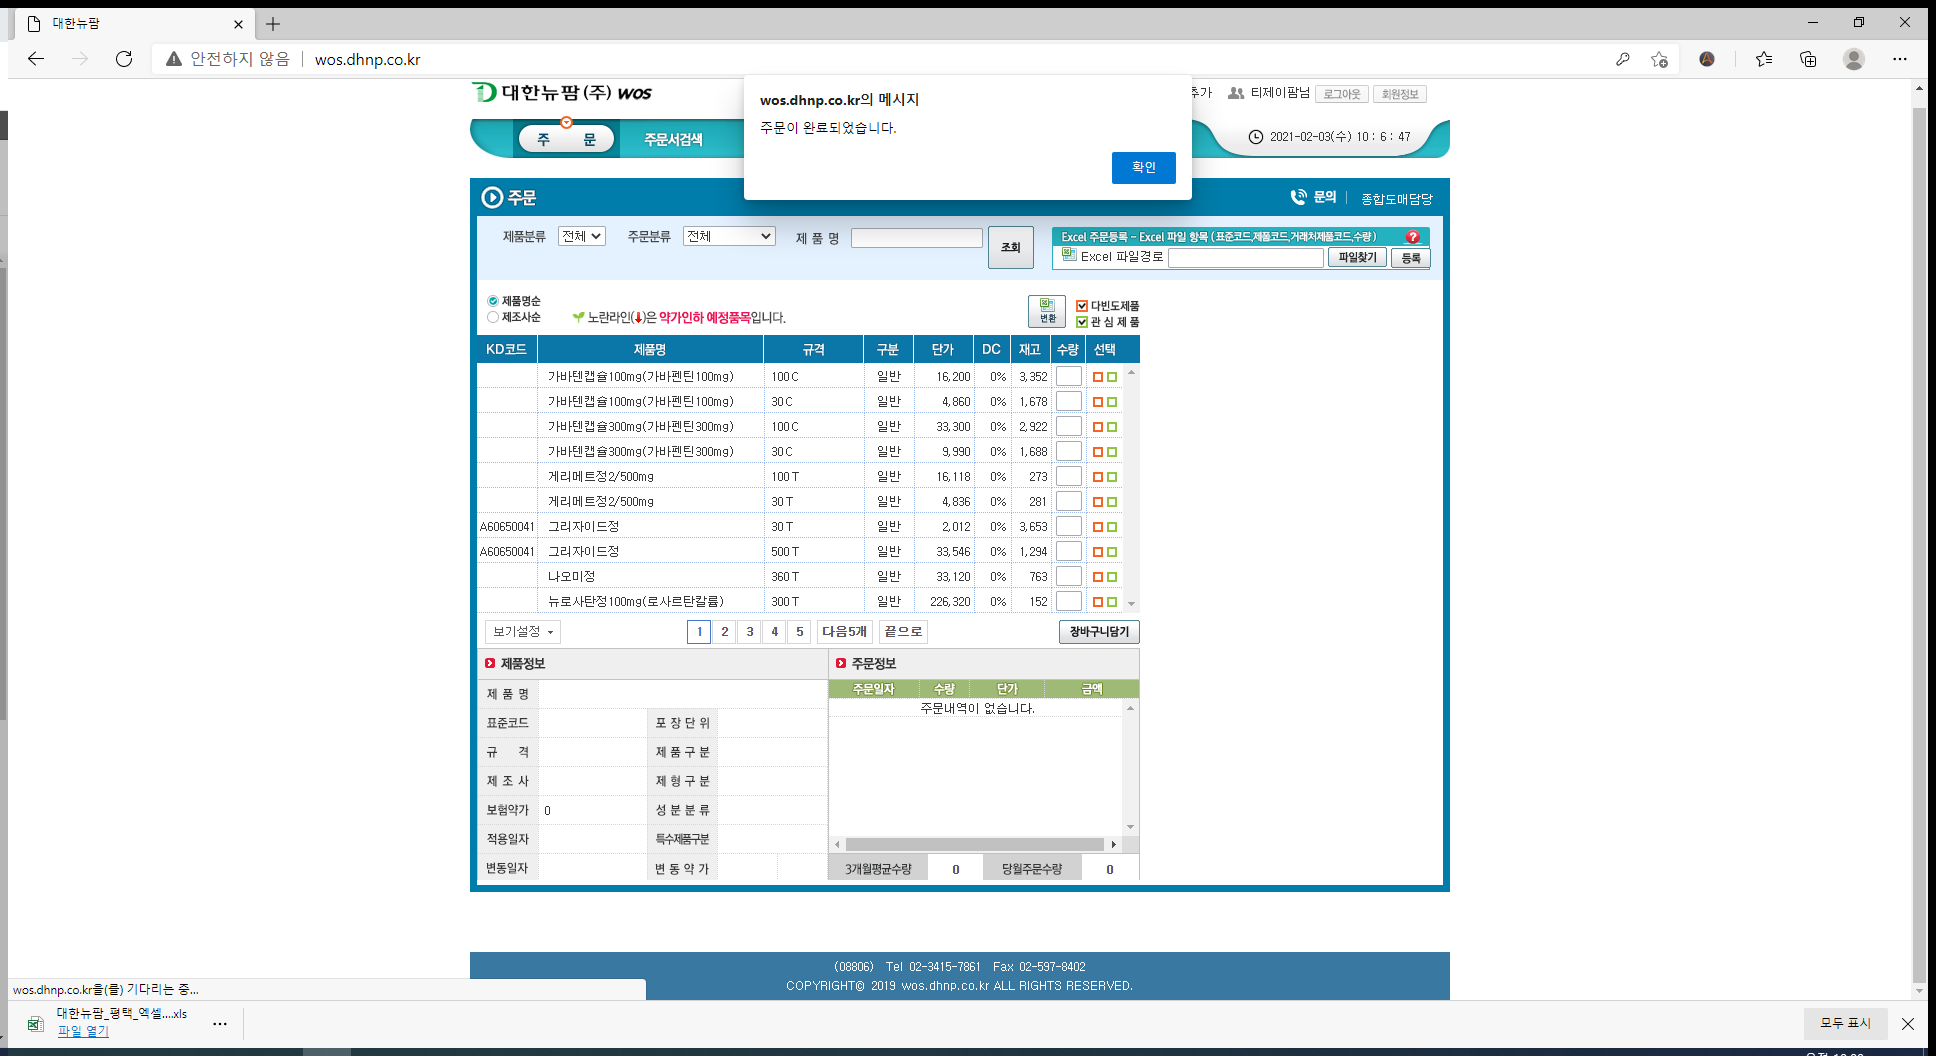 대한뉴팜
안전하지 않음 wos.dhnp.co.kr
대한뉴팜(주) wos
추가 티제이팜님 로그아웃 회원정보
wos.dhnp.co.kr의 메시지
주문이 완료되었습니다.
확인
주 문 주문서검색
2021-02-03(수) 10 : 6 : 47
주문
문의 종합도매담당
제품분류 전체 주문분류 전체 제 품 명 조회
Excel 주문등록 - Excel 파일 항목 (표준코드,제품코드,거래처제품코드,수량)
Excel 파일경로 파일찾기 등록
제품명순
제조사순
노란라인(↓)은 약가인하 예정품목입니다.
변환
다빈도제품
관 심 제 품
KD코드 제품명 규격 구분 단가 DC 재고 수량 선택
가바텐캡슐100mg(가바펜틴100mg) 100 C 일반 16,200 0% 3,352
가바텐캡슐100mg(가바펜틴100mg) 30 C 일반 4,860 0% 1,678
가바텐캡슐300mg(가바펜틴300mg) 100 C 일반 33,300 0% 2,922
가바텐캡슐300mg(가바펜틴300mg) 30 C 일반 9,990 0% 1,688
게리메트정2/500mg 100 T 일반 16,118 0% 273
게리메트정2/500mg 30 T 일반 4,836 0% 281
A60650041 그리자이드정 30 T 일반 2,012 0% 3,653
A60650041 그리자이드정 500 T 일반 33,546 0% 1,294
나오미정 360 T 일반 33,120 0% 763
뉴로사탄정100mg(로사르탄칼륨) 300 T 일반 226,320 0% 152
보기설정 1 2 3 4 5 다음5개 끝으로 장바구니담기
제품정보
제 품 명
표준코드 포 장 단 위
규 격 제 품 구 분
제 조 사 제 형 구 분
보험약가 0 성 분 분 류
적용일자 특수제품구분
변동일자 변 동 약 가
주문정보
주문일자 수량 단가 금액
주문내역이 없습니다.
3개월평균수량 0 당월주문수량 0
(08806) Tel 02-3415-7861 Fax 02-597-8402
COPYRIGHT© 2019 wos.dhnp.co.kr ALL RIGHTS RESERVED.
wos.dhnp.co.kr을(를) 기다리는 중...
대한뉴팜_평택_엑셀....xls
파일 열기
모두 표시